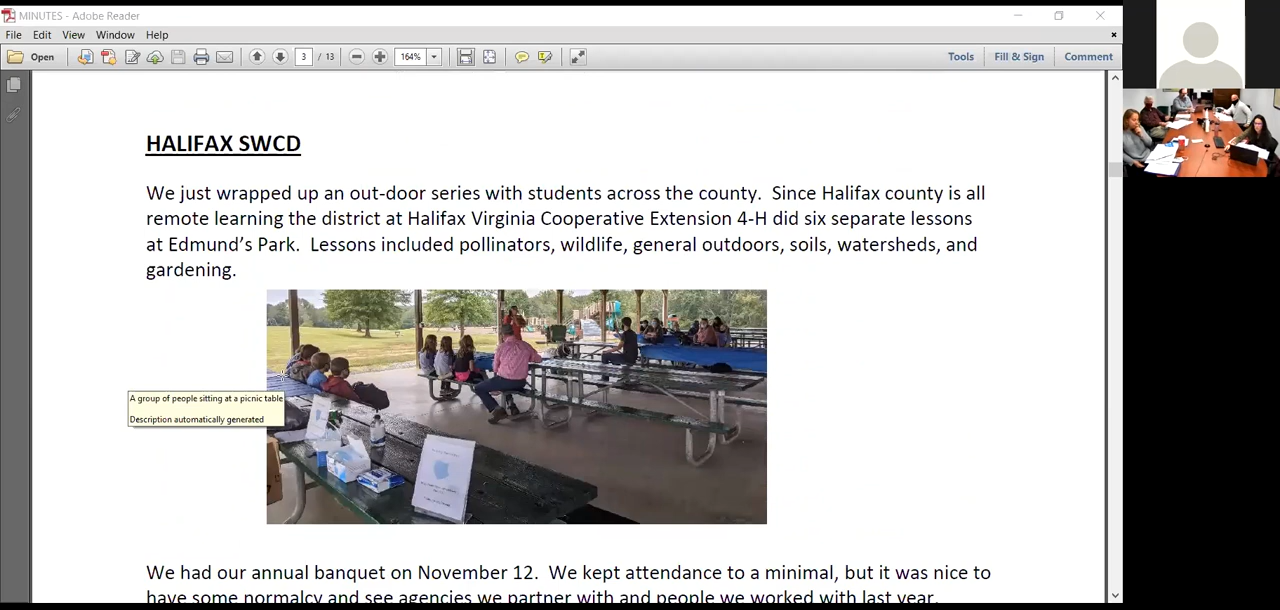 MINUTES - Adobe Reader
File Edit View Window Help
Open 3 / 13 164% Tools Fill & Sign Comment
HALIFAX SWCD
We just wrapped up an out-door series with students across the county. Since Halifax county is all
remote learning the district at Halifax Virginia Cooperative Extension 4-H did six separate lessons
at Edmund's Park. Lessons included pollinators, wildlife, general outdoors, soils, watersheds, and
gardening.
A group of people sitting at a picnic table
Description automatically generated
We had our annual banquet on November 12. We kept attendance to a minimal, but it was nice to
have some normalcy and see agencies we partner with and people we worked with last year.